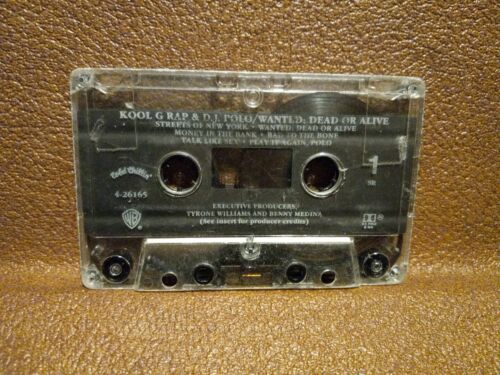 KOOL G RAP & D.J. POLO/WANTED: DEAD OR ALIVE
STREETS OF NEW YORK • WANTED: DEAD OR ALIVE
MONEY IN THE BANK • BAD TO THE BONE
TALK LIKE SEX • PLAY IT AGAIN, POLO
Cold Chillin'
4-26165
1
SR
WB
EXECUTIVE PRODUCERS:
TYRONE WILLIAMS AND BENNY MEDINA
(See insert for producer credits)